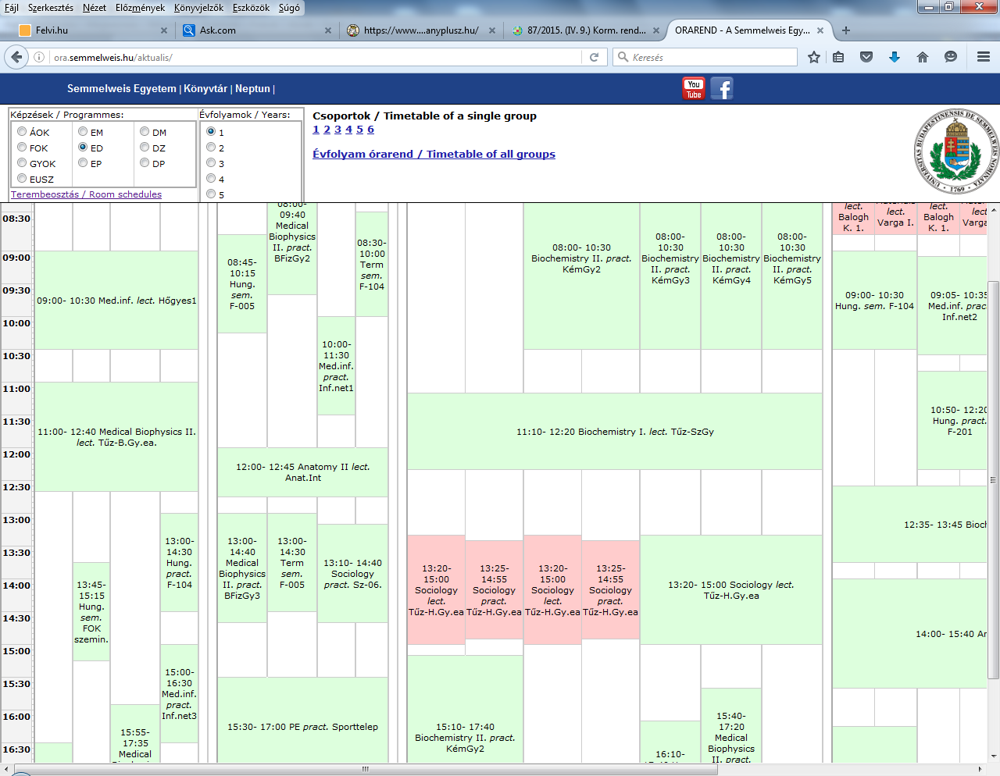 Fájl Szerkesztés Nézet Előzmények Könyvjelzők Eszközök Súgó
Felvi.hu
Ask.com
https://www....anyplusz.hu/
87/2015. (IV. 9.) Korm. rend...
ORAREND - A Semmelweis Egy...
ora.semmelweis.hu/aktualis/
Keresés
Semmelweis Egyetem | Könyvtár | Neptun |
You
Tube
f
Képzések / Programmes:
ÁOK EM DM
FOK ED DZ
GYOK EP DP
EUSZ
Terembeosztás / Room schedules
Évfolyamok / Years:
1
2
3
4
5
Csoportok / Timetable of a single group
1 2 3 4 5 6
Évfolyam órarend / Timetable of all groups
UNIVERSITAS BUDAPESTINENSIS DE SEMMELWEIS NOMINATA
1769
08:30
09:00
09:30
10:00
10:30
11:00
11:30
12:00
12:30
13:00
13:30
14:00
14:30
15:00
15:30
16:00
16:30
09:00- 10:30 Med.inf. lect. Hőgyes1
11:00- 12:40 Medical Biophysics II.
lect. Tűz-B.Gy.ea.
13:45-
15:15
Hung.
sem.
FOK
szemin.
15:55-
17:35
Medical
13:00-
14:30
Hung.
pract.
F-104
15:00-
16:30
Med.inf.
pract.
Inf.net3
08:45-
10:15
Hung.
sem.
F-005
08:00-
09:40
Medical
Biophysics
II. pract.
BFizGy2
10:00-
11:30
Med.inf.
pract.
Inf.net1
08:30-
10:00
Term
sem.
F-104
12:00- 12:45 Anatomy II lect.
Anat.Int
13:00-
14:40
Medical
Biophysics
II. pract.
BFizGy3
13:00-
14:30
Term
sem.
F-005
13:10- 14:40
Sociology
pract. Sz-06.
15:30- 17:00 PE pract. Sporttelep
08:00- 10:30
Biochemistry II. pract.
KémGy2
08:00-
10:30
Biochemistry
II. pract.
KémGy3
08:00-
10:30
Biochemistry
II. pract.
KémGy4
08:00-
10:30
Biochemistry
II. pract.
KémGy5
11:10- 12:20 Biochemistry I. lect. Tűz-SzGy
13:20-
15:00
Sociology
lect.
Tűz-H.Gy.ea
13:25-
14:55
Sociology
pract.
Tűz-H.Gy.ea
13:20-
15:00
Sociology
lect.
Tűz-H.Gy.ea
13:25-
14:55
Sociology
pract.
Tűz-H.Gy.ea
13:20- 15:00 Sociology lect.
Tűz-H.Gy.ea
15:10- 17:40
Biochemistry II. pract.
KémGy2
16:10-
15:40-
17:20
Medical
Biophysics
II. pract.
lect.
Balogh
K. 1.
lect.
Varga I.
lect.
Balogh
K. 1.
lect
Varga
09:00- 10:30
Hung. sem. F-104
09:05- 10:35
Med.inf. prac
Inf.net2
10:50- 12:20
Hung. pract.
F-201
12:35- 13:45 Bioch
14:00- 15:40 An